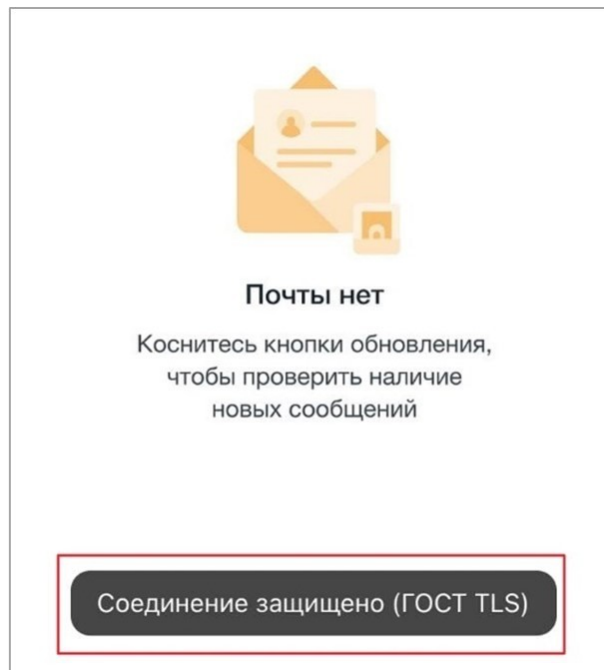 Почты нет
Коснитесь кнопки обновления,
чтобы проверить наличие
новых сообщений
Соединение защищено (ГОСТ TLS)